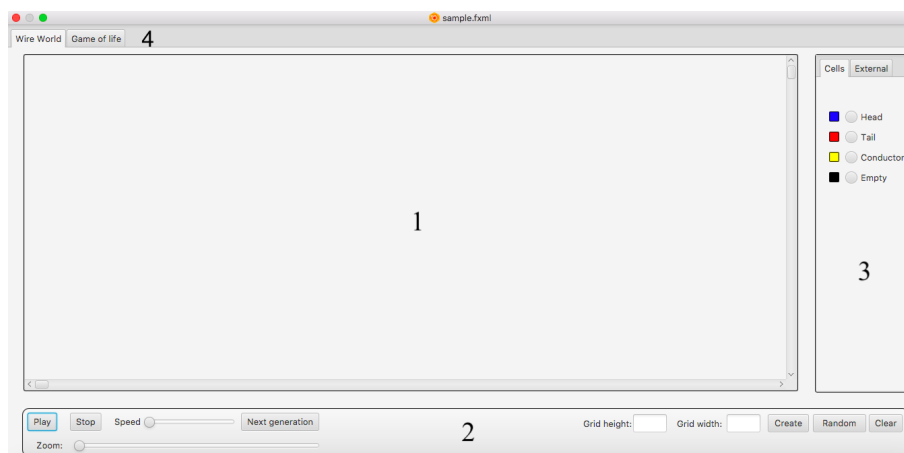 sample.fxml
Wire World Game of life 4
Cells External
Head
Tail
Conductor
Empty
1
3
Play Stop Speed Next generation 2 Grid height: Grid width: Create Random Clear
Zoom: